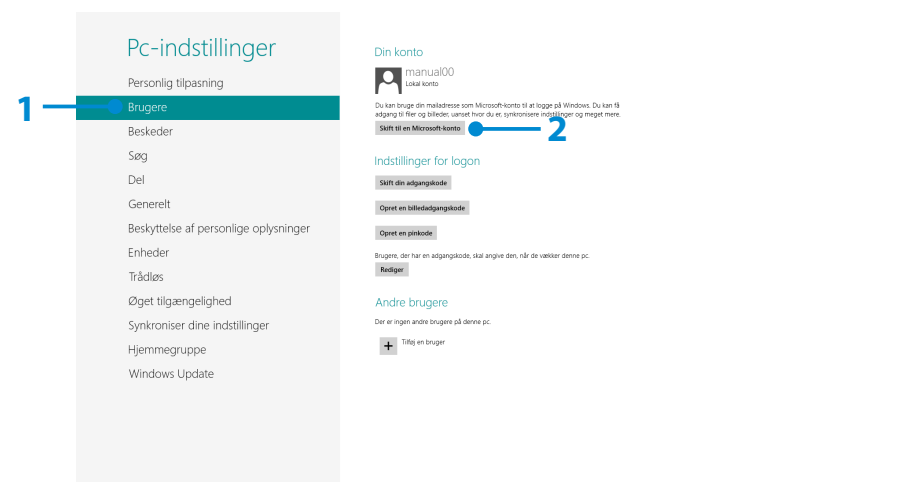 Pc-indstillinger
Personlig tilpasning
1
Brugere
Beskeder
Søg
Del
Generelt
Beskyttelse af personlige oplysninger
Enheder
Trådløs
Øget tilgængelighed
Synkroniser dine indstillinger
Hjemmegruppe
Windows Update
Din konto
manual00
Lokal konto
Du kan bruge din mailadresse som Microsoft-konto til at logge på Windows. Du kan få
adgang til filer og billeder, uanset hvor du er, synkronisere indstillinger og meget mere.
Skift til en Microsoft-konto
2
Indstillinger for logon
Skift din adgangskode
Opret en billedadgangskode
Opret en pinkode
Brugere, der har en adgangskode, skal angive den, når de vækker denne pc.
Rediger
Andre brugere
Der er ingen andre brugere på denne pc.
+ Tilføj en bruger